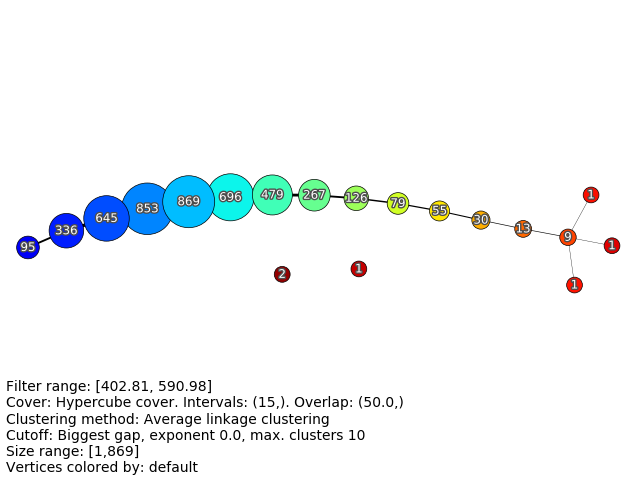 1
95 336 645 853 869 696 479 267 126 79 55 30 13 9 1
2 1 1
Filter range: [402.81, 590.98]
Cover: Hypercube cover. Intervals: (15,). Overlap: (50.0,)
Clustering method: Average linkage clustering
Cutoff: Biggest gap, exponent 0.0, max. clusters 10
Size range: [1,869]
Vertices colored by: default